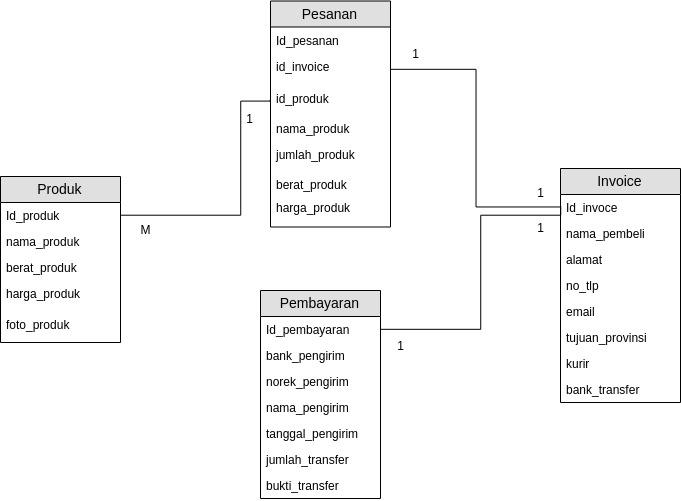 Pesanan
Id_pesanan
id_invoice
id_produk
nama_produk
jumlah_produk
berat_produk
harga_produk
1
1
Produk
Id_produk
nama_produk
berat_produk
harga_produk
foto_produk
M
Invoice
Id_invoce
nama_pembeli
alamat
no_tlp
email
tujuan_provinsi
kurir
bank_transfer
1
1
Pembayaran
Id_pembayaran
bank_pengirim
norek_pengirim
nama_pengirim
tanggal_pengirim
jumlah_transfer
bukti_transfer
1